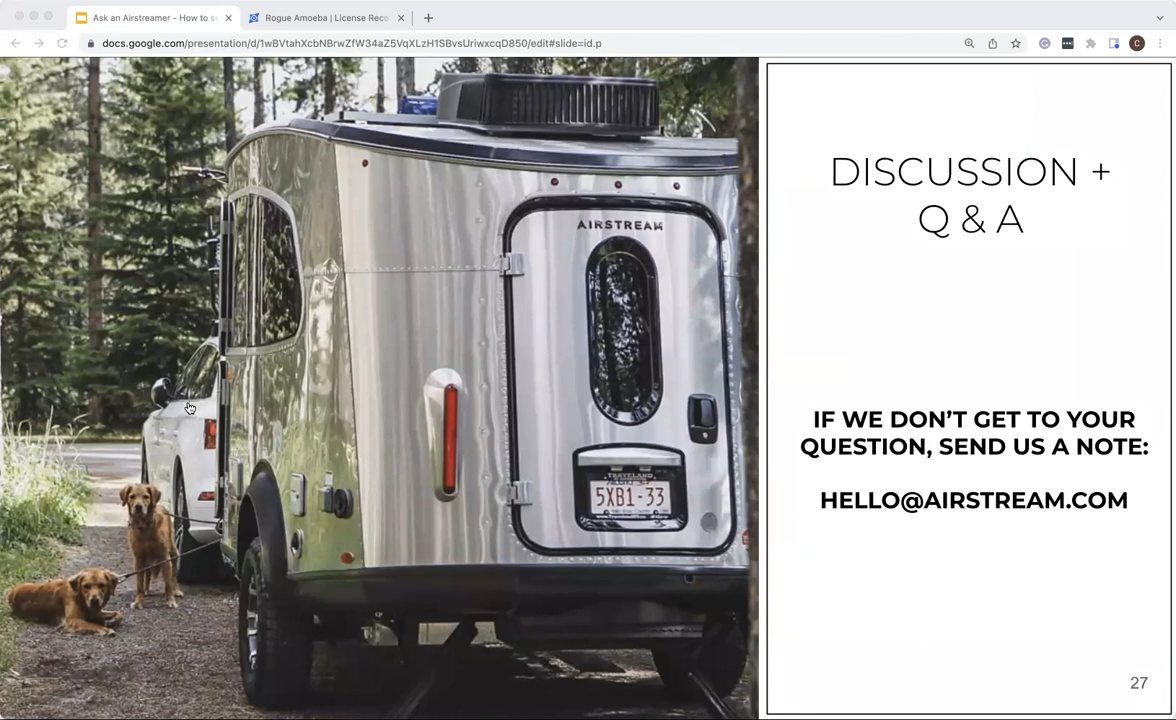 Ask an Airstreamer - How to s
Rogue Amoeba | License Reco
docs.google.com/presentation/d/1wBVtahXcbNBrwZfW34aZ5VqXLzH1SBvsUriwxcqD850/edit#slide=id.p
C
AIRSTREAM
TRAVELAND
5XB1-33
DISCUSSION +
Q & A
IF WE DON’T GET TO YOUR
QUESTION, SEND US A NOTE:
HELLO@AIRSTREAM.COM
27